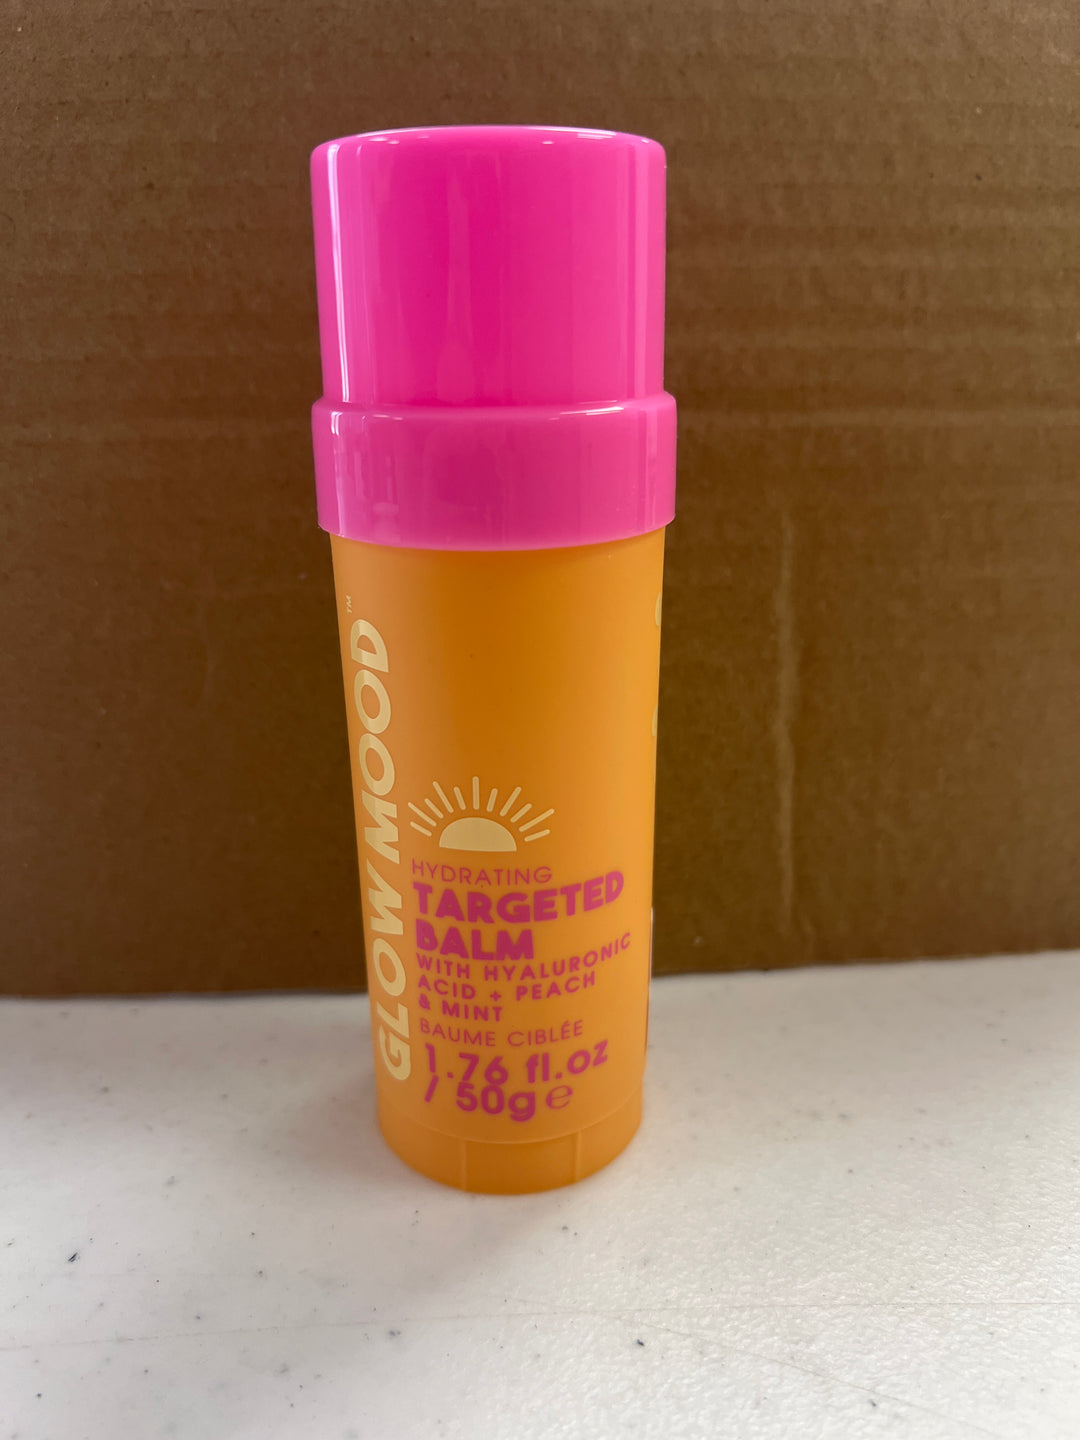 GLOWMOOD™
HYDRATING
TARGETED
BALM
WITH HYALURONIC
ACID + PEACH
& MINT
BAUME CIBLÉE
1.76 fl.oz
/ 50g ℮